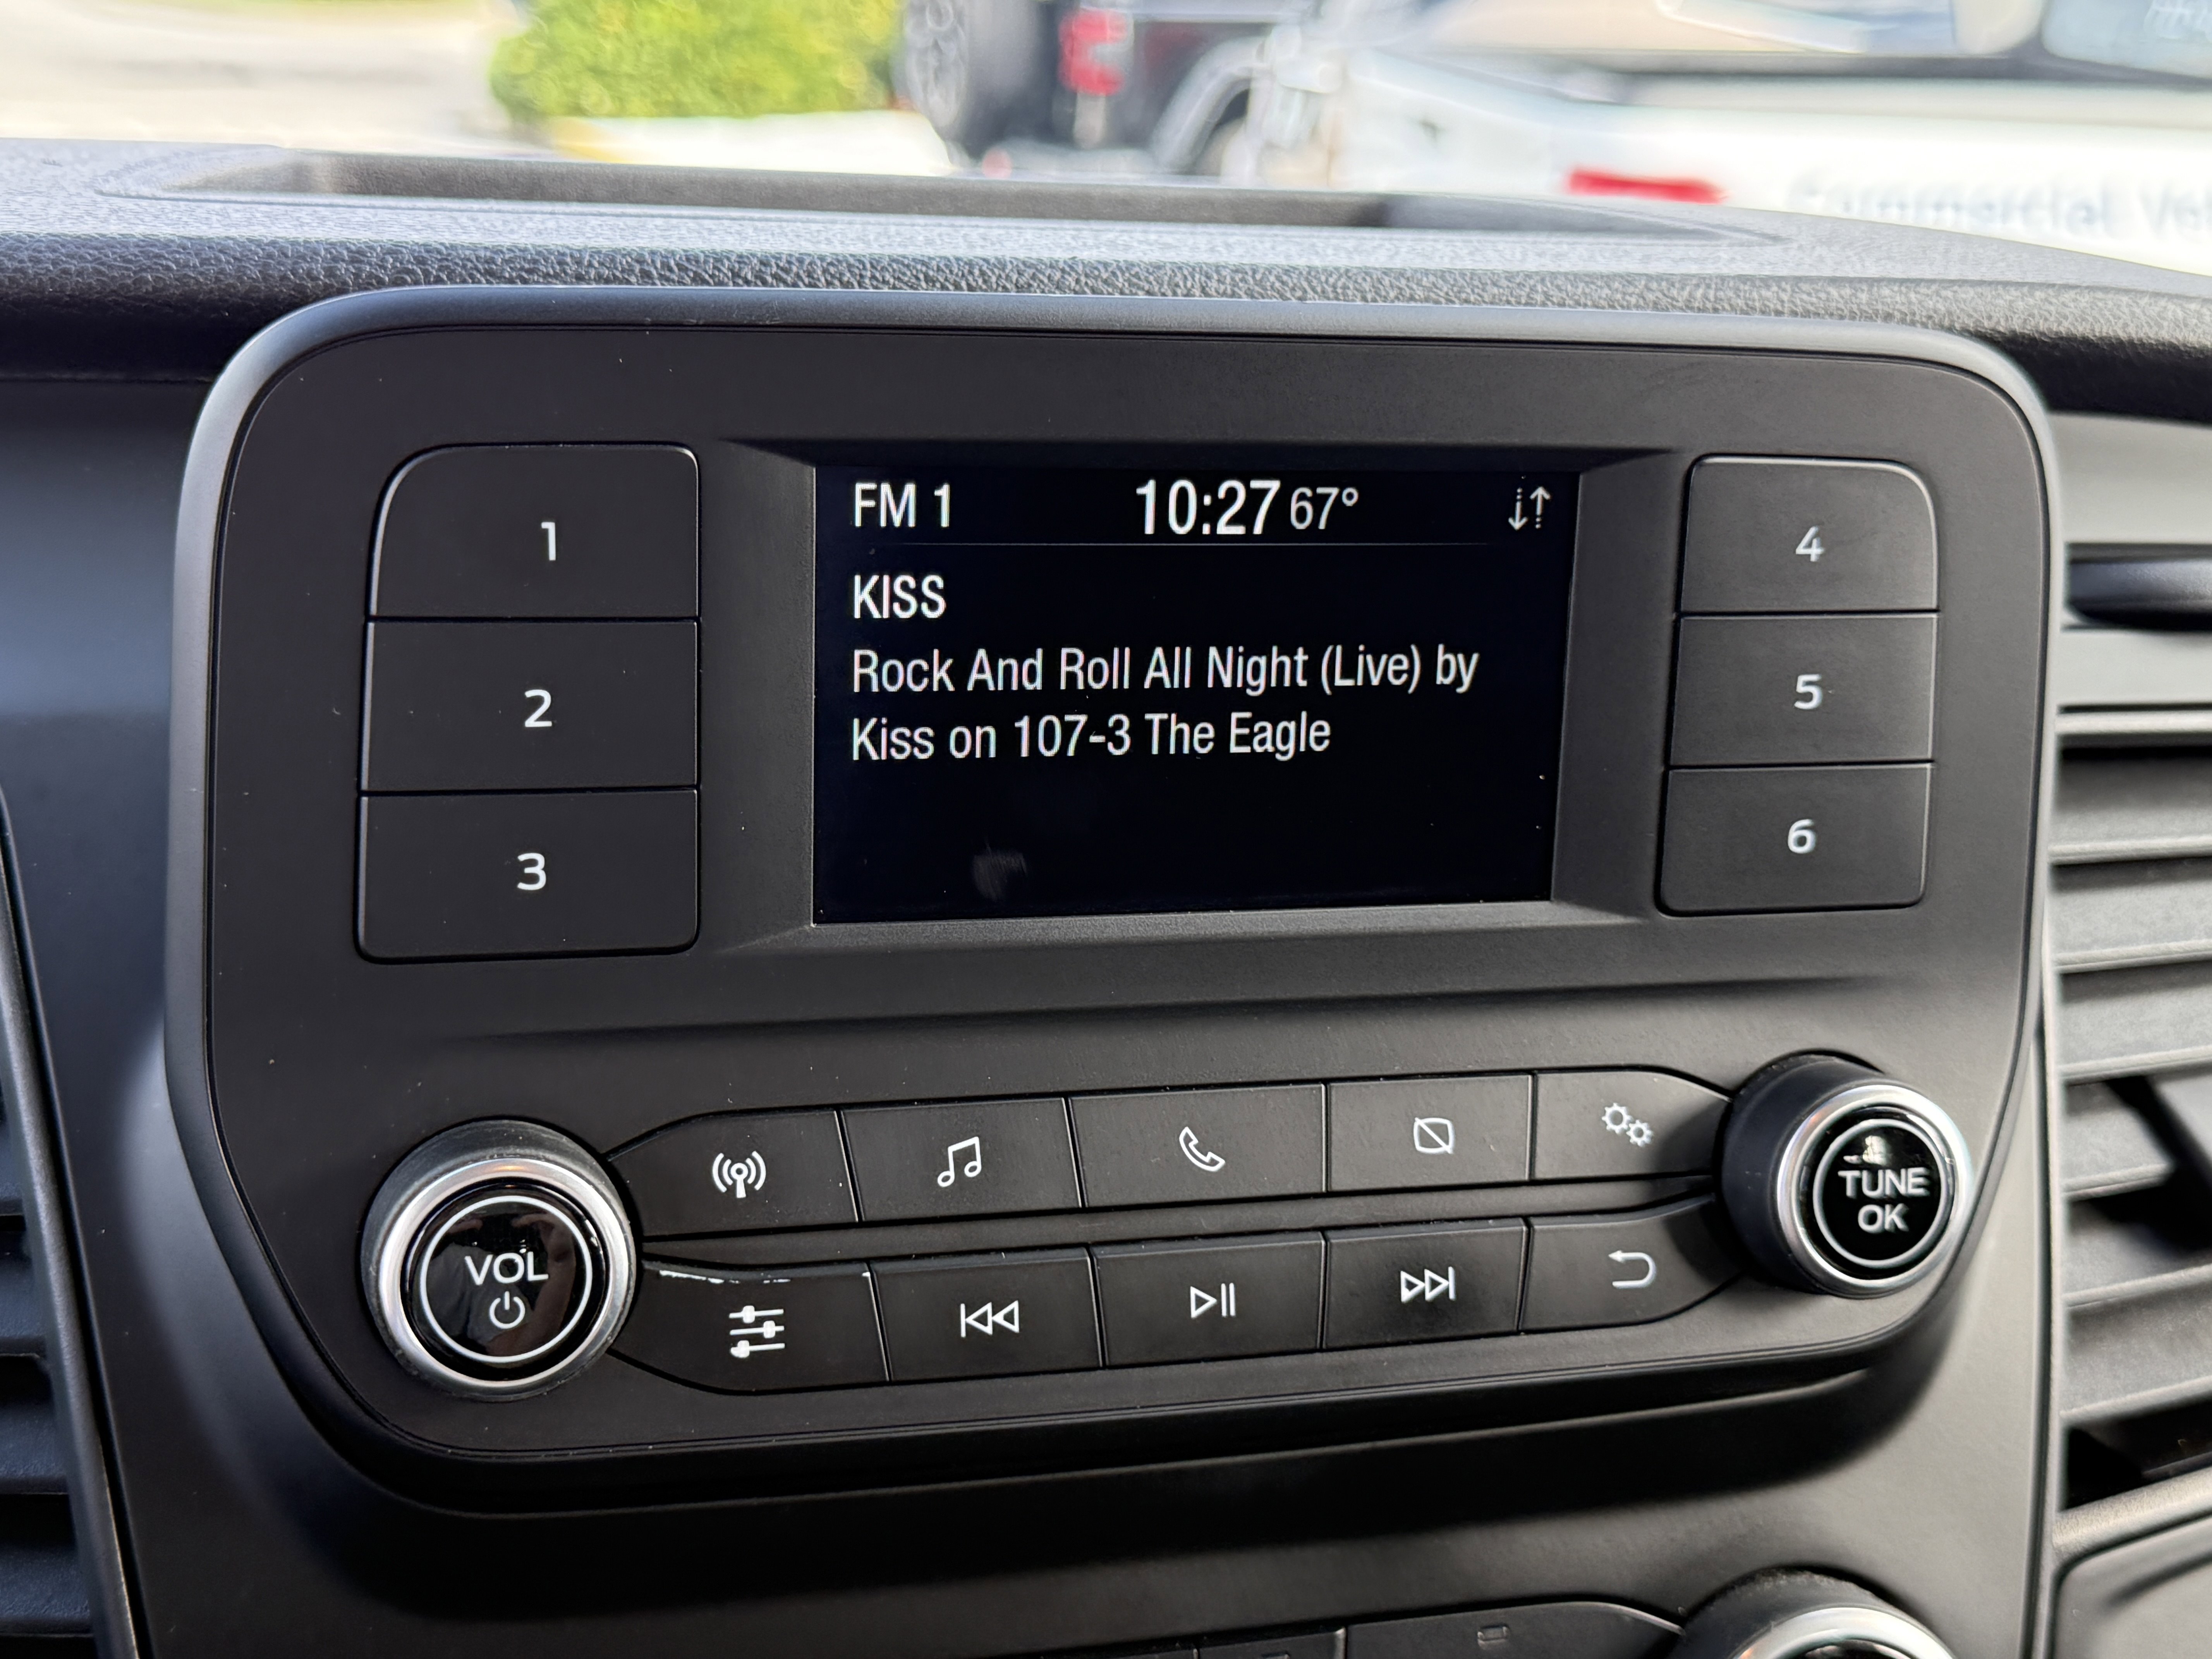 Commercial
FM 1 10:27 67°
KISS
Rock And Roll All Night (Live) by
Kiss on 107-3 The Eagle
1
2
3
4
5
6
VOL
TUNE
OK